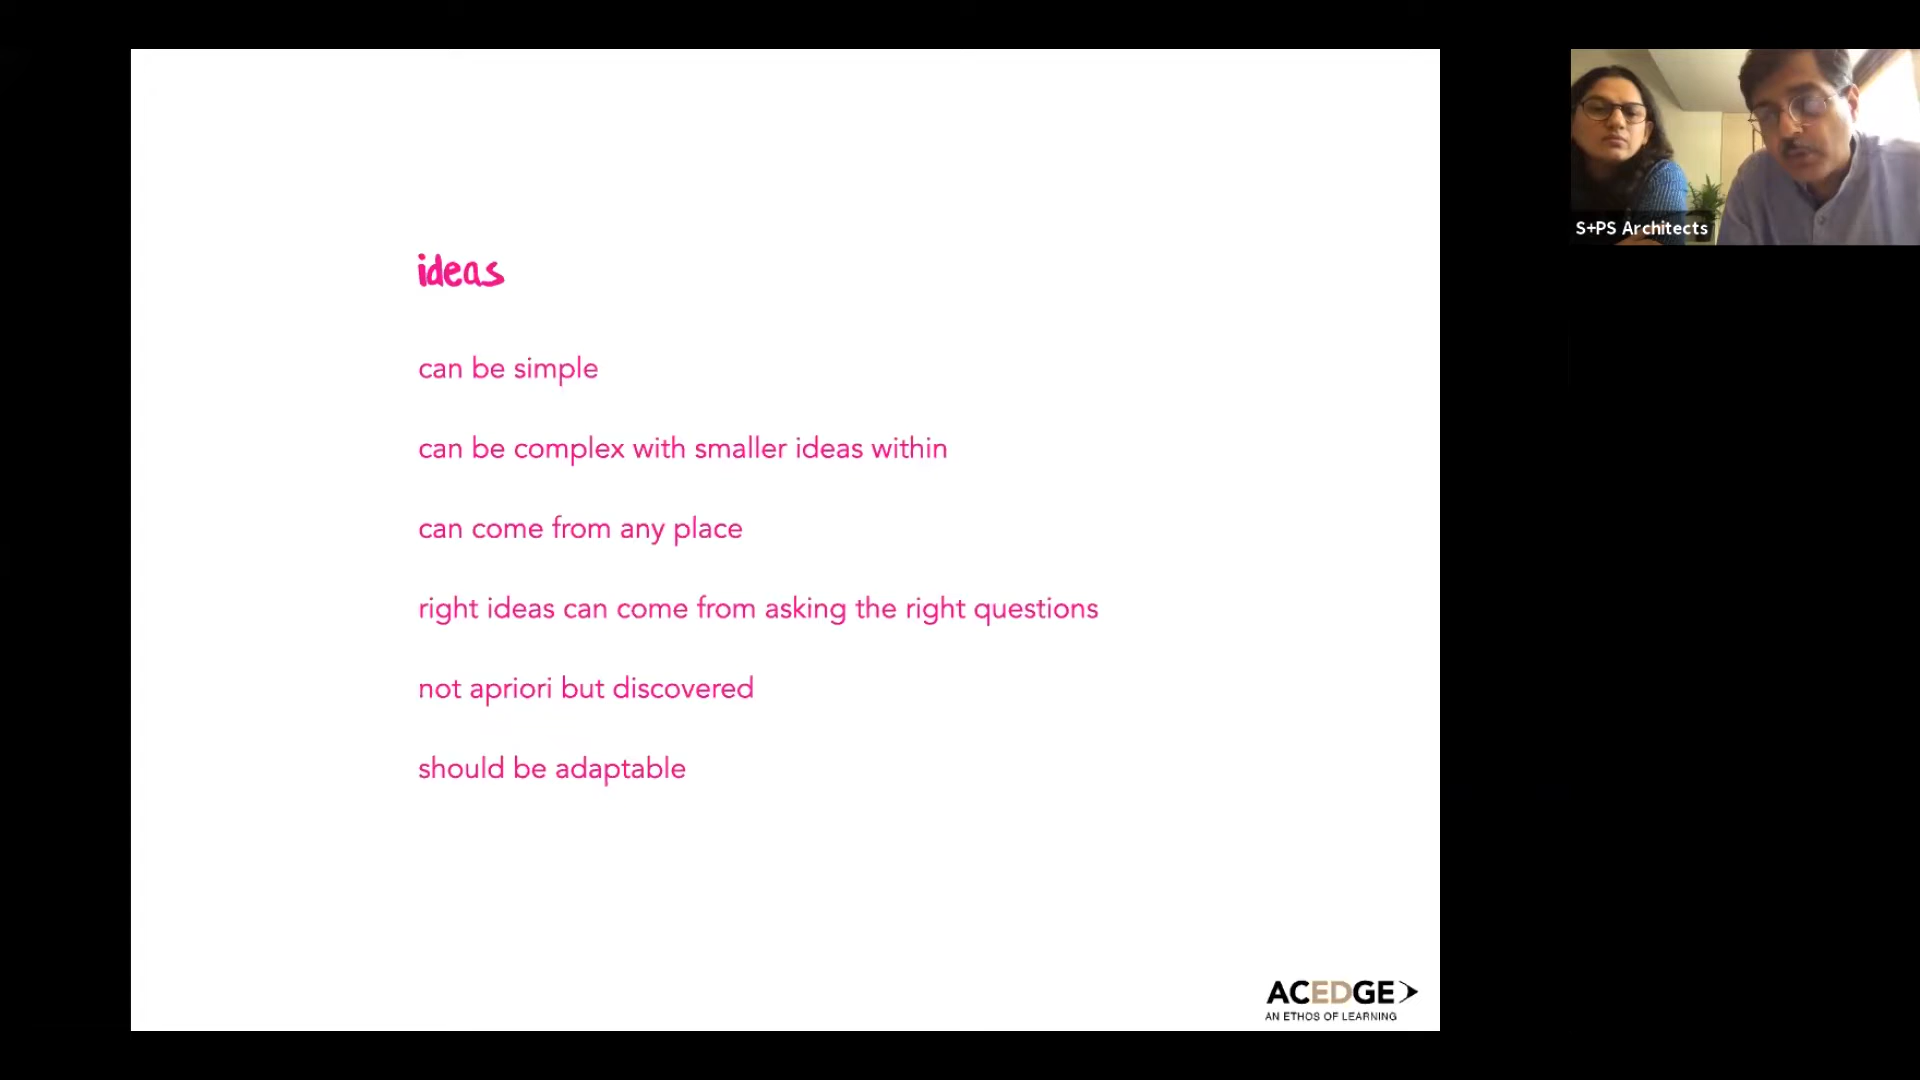 ideas
can be simple
can be complex with smaller ideas within
can come from any place
right ideas can come from asking the right questions
not apriori but discovered
should be adaptable
S+PS Architects
ACEDGE
AN ETHOS OF LEARNING